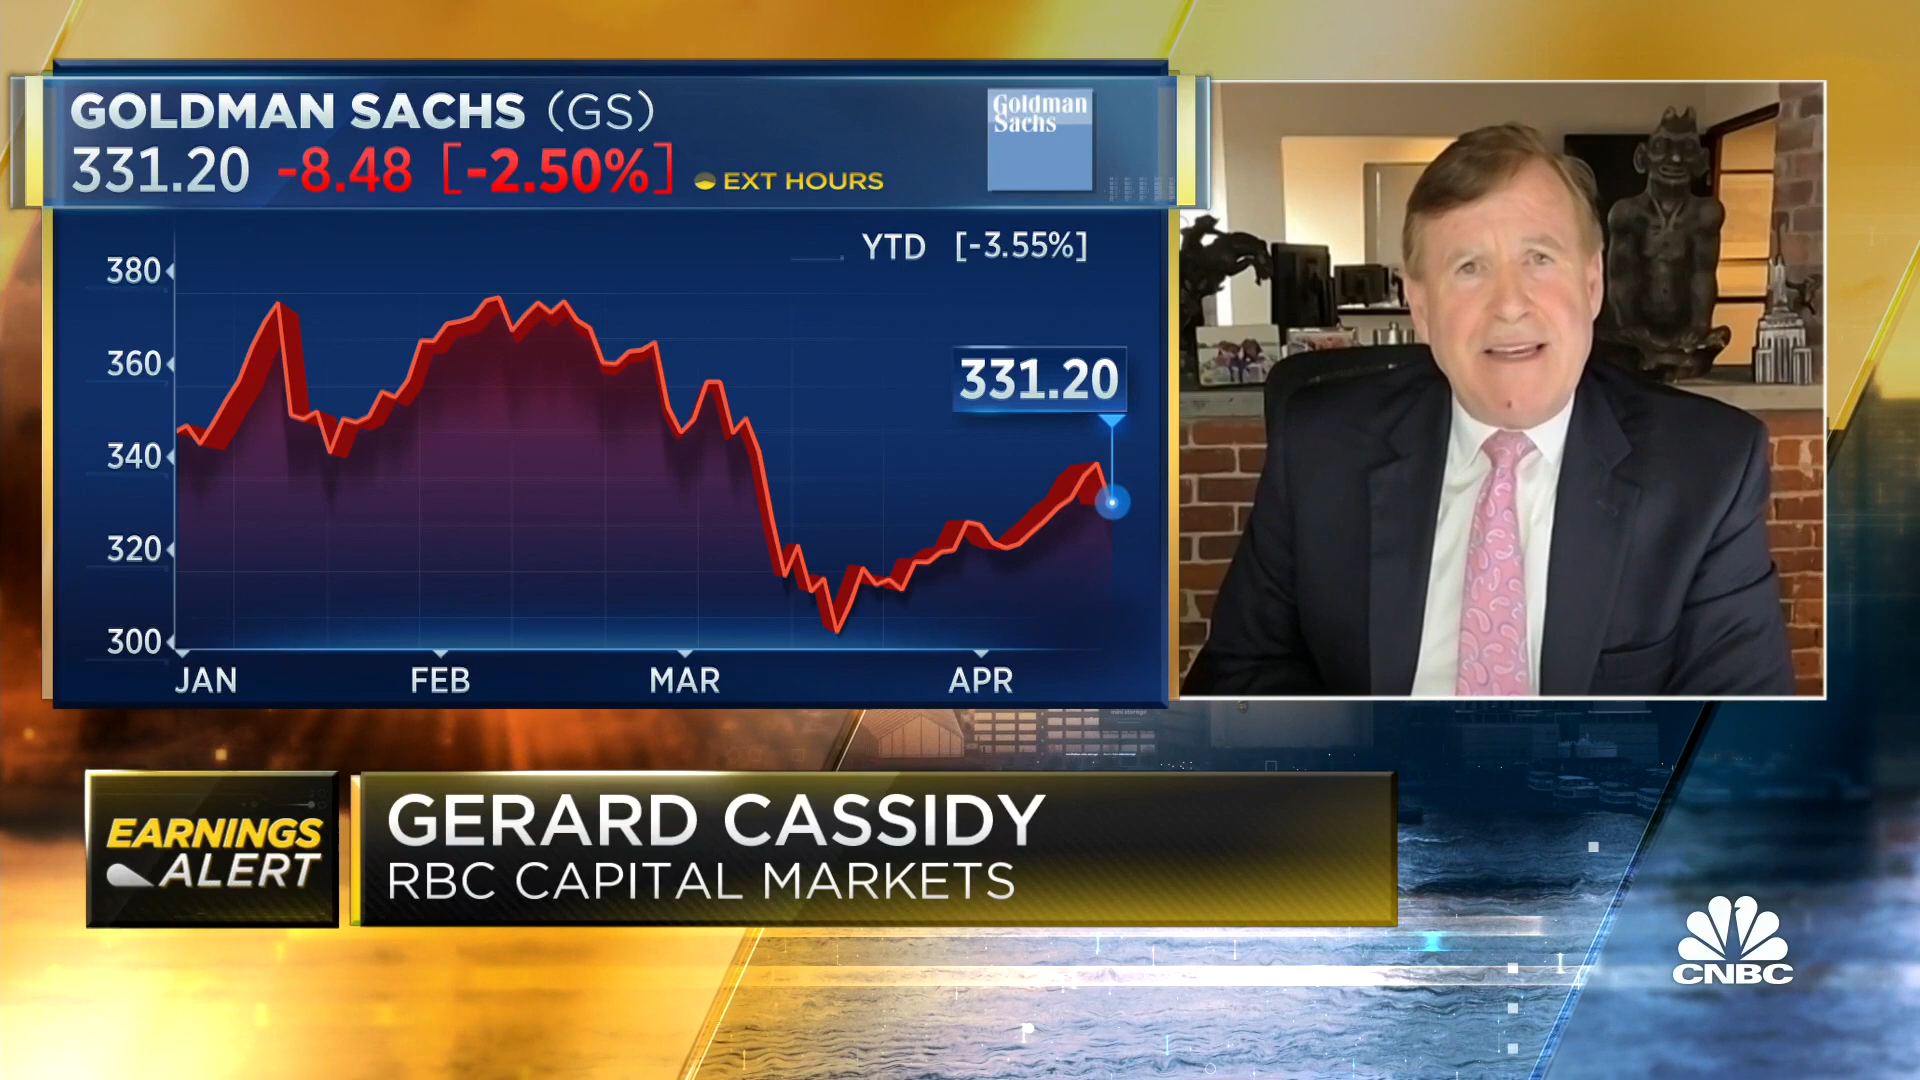 GOLDMAN SACHS (GS)
331.20 -8.48 [-2.50%] EXT HOURS
Goldman
Sachs
YTD [-3.55%]
380
360
340
320
300
331.20
JAN FEB MAR APR
EARNINGS
ALERT
GERARD CASSIDY
RBC CAPITAL MARKETS
CNBC